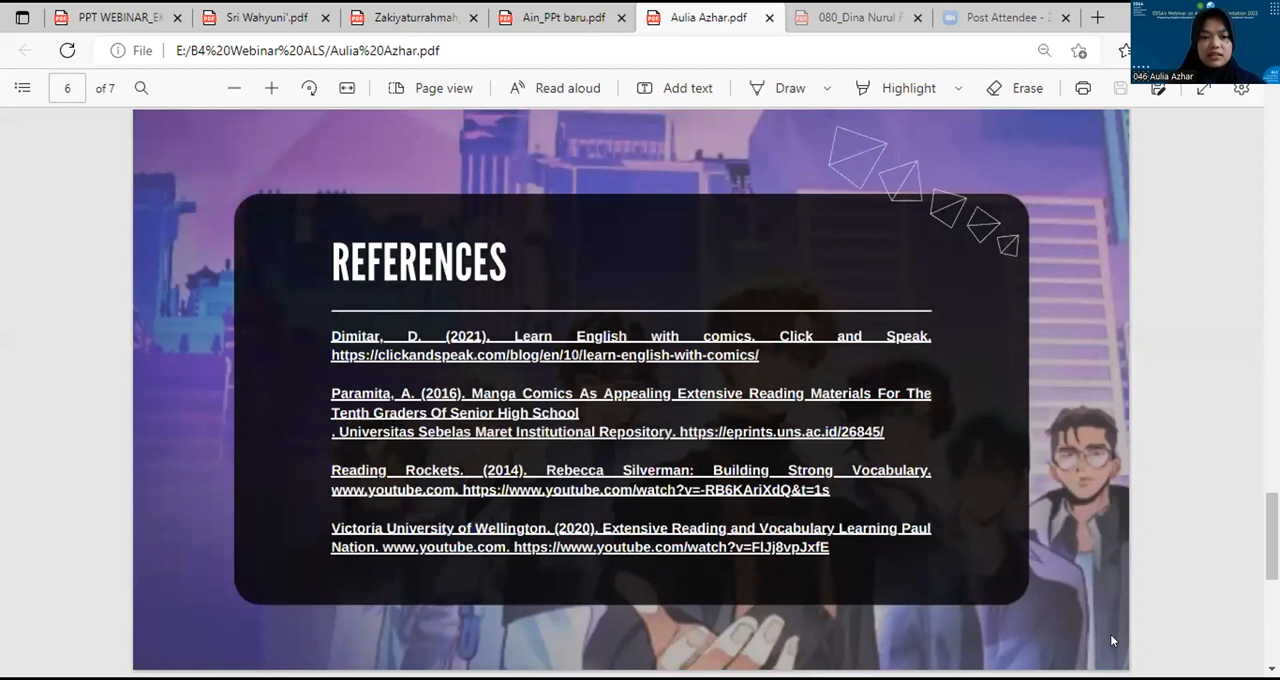 PPT WEBINAR_EK
Sri Wahyuni'.pdf
Zakiyaturrahmah
Ain_PPt baru.pdf
Aulia Azhar.pdf
080_Dina Nurul F
Post Attendee - Z
File
E:/B4%20Webinar%20ALS/Aulia%20Azhar.pdf
046 Aulia Azhar
6 of 7
Page view
Read aloud
Add text
Draw
Highlight
Erase
REFERENCES
Dimitar, D. (2021). Learn English with comics. Click and Speak.
https://clickandspeak.com/blog/en/10/learn-english-with-comics/
Paramita, A. (2016). Manga Comics As Appealing Extensive Reading Materials For The
Tenth Graders Of Senior High School
. Universitas Sebelas Maret Institutional Repository. https://eprints.uns.ac.id/26845/
Reading Rockets. (2014). Rebecca Silverman: Building Strong Vocabulary.
www.youtube.com. https://www.youtube.com/watch?v=-RB6KAriXdQ&t=1s
Victoria University of Wellington. (2020). Extensive Reading and Vocabulary Learning Paul
Nation. www.youtube.com. https://www.youtube.com/watch?v=FlJj8vpJxfE